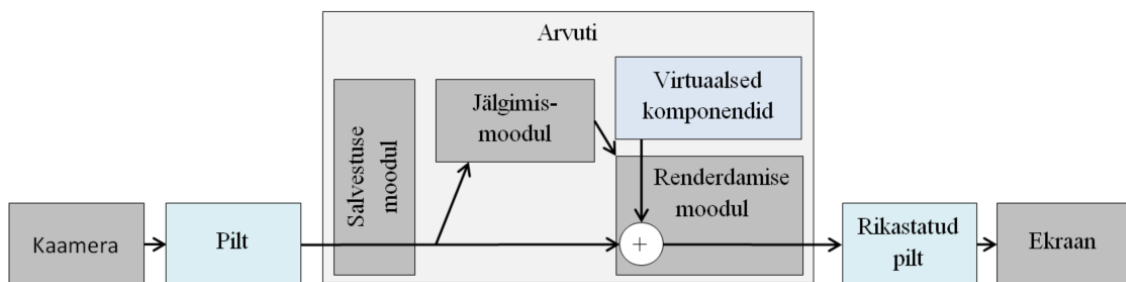 Arvuti
Salvestuse
moodul
Jälgimis-
moodul
Virtuaalsed
komponendid
Renderdamise
moodul
Kaamera
Pilt
+
Rikastatud
pilt
Ekraan